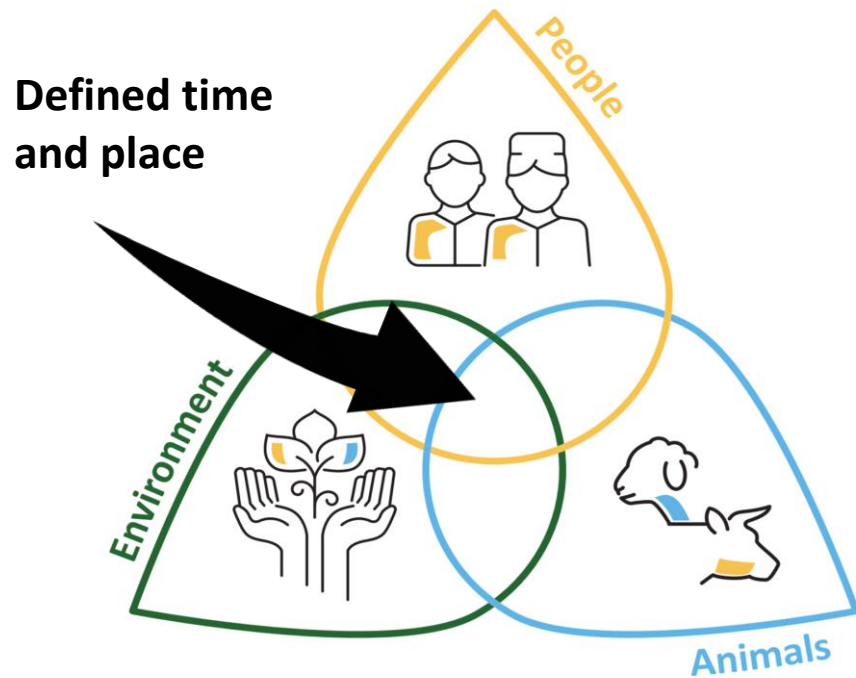 Defined time
and place
People
Environment
Animals